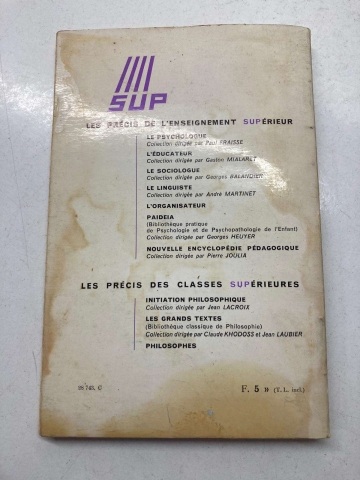 SUP
LES PRÉCIS DE L'ENSEIGNEMENT SUPÉRIEUR
LE PSYCHOLOGUE
Collection dirigée par Paul FRAISSE
L'ÉDUCATEUR
Collection dirigée par Gaston MIALARET
LE SOCIOLOGUE
Collection dirigée par Georges BALANDIER
LE LINGUISTE
Collection dirigée par André MARTINET
L'ORGANISATEUR
PAIDEIA
(Bibliothèque pratique
de Psychologie et de Psychopathologie de l'Enfant)
Collection dirigée par Georges HEUYER
NOUVELLE ENCYCLOPÉDIE PÉDAGOGIQUE
Collection dirigée par Pierre JOULIA
LES PRÉCIS DES CLASSES SUPÉRIEURES
INITIATION PHILOSOPHIQUE
Collection dirigée par Jean LACROIX
LES GRANDS TEXTES
(Bibliothèque classique de Philosophie)
Collection dirigée par Claude KHODOSS et Jean LAUBIER
PHILOSOPHES
F. 5 » (T. L. incl.)